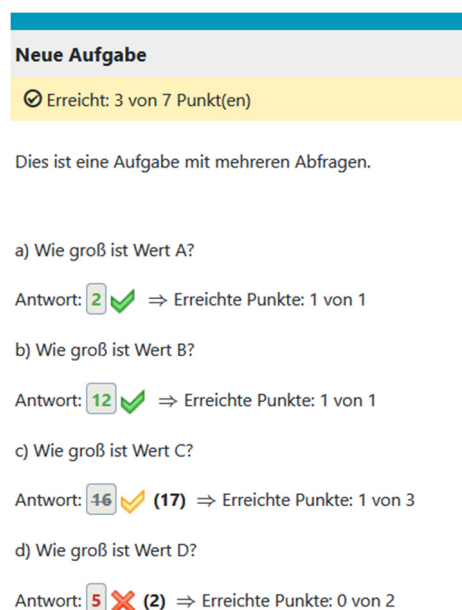 Neue Aufgabe
Erreicht: 3 von 7 Punkt(en)
Dies ist eine Aufgabe mit mehreren Abfragen.
a) Wie groß ist Wert A?
Antwort: 2 ⇒ Erreichte Punkte: 1 von 1
b) Wie groß ist Wert B?
Antwort: 12 ⇒ Erreichte Punkte: 1 von 1
c) Wie groß ist Wert C?
Antwort: 16 (17) ⇒ Erreichte Punkte: 1 von 3
d) Wie groß ist Wert D?
Antwort: 5 (2) ⇒ Erreichte Punkte: 0 von 2